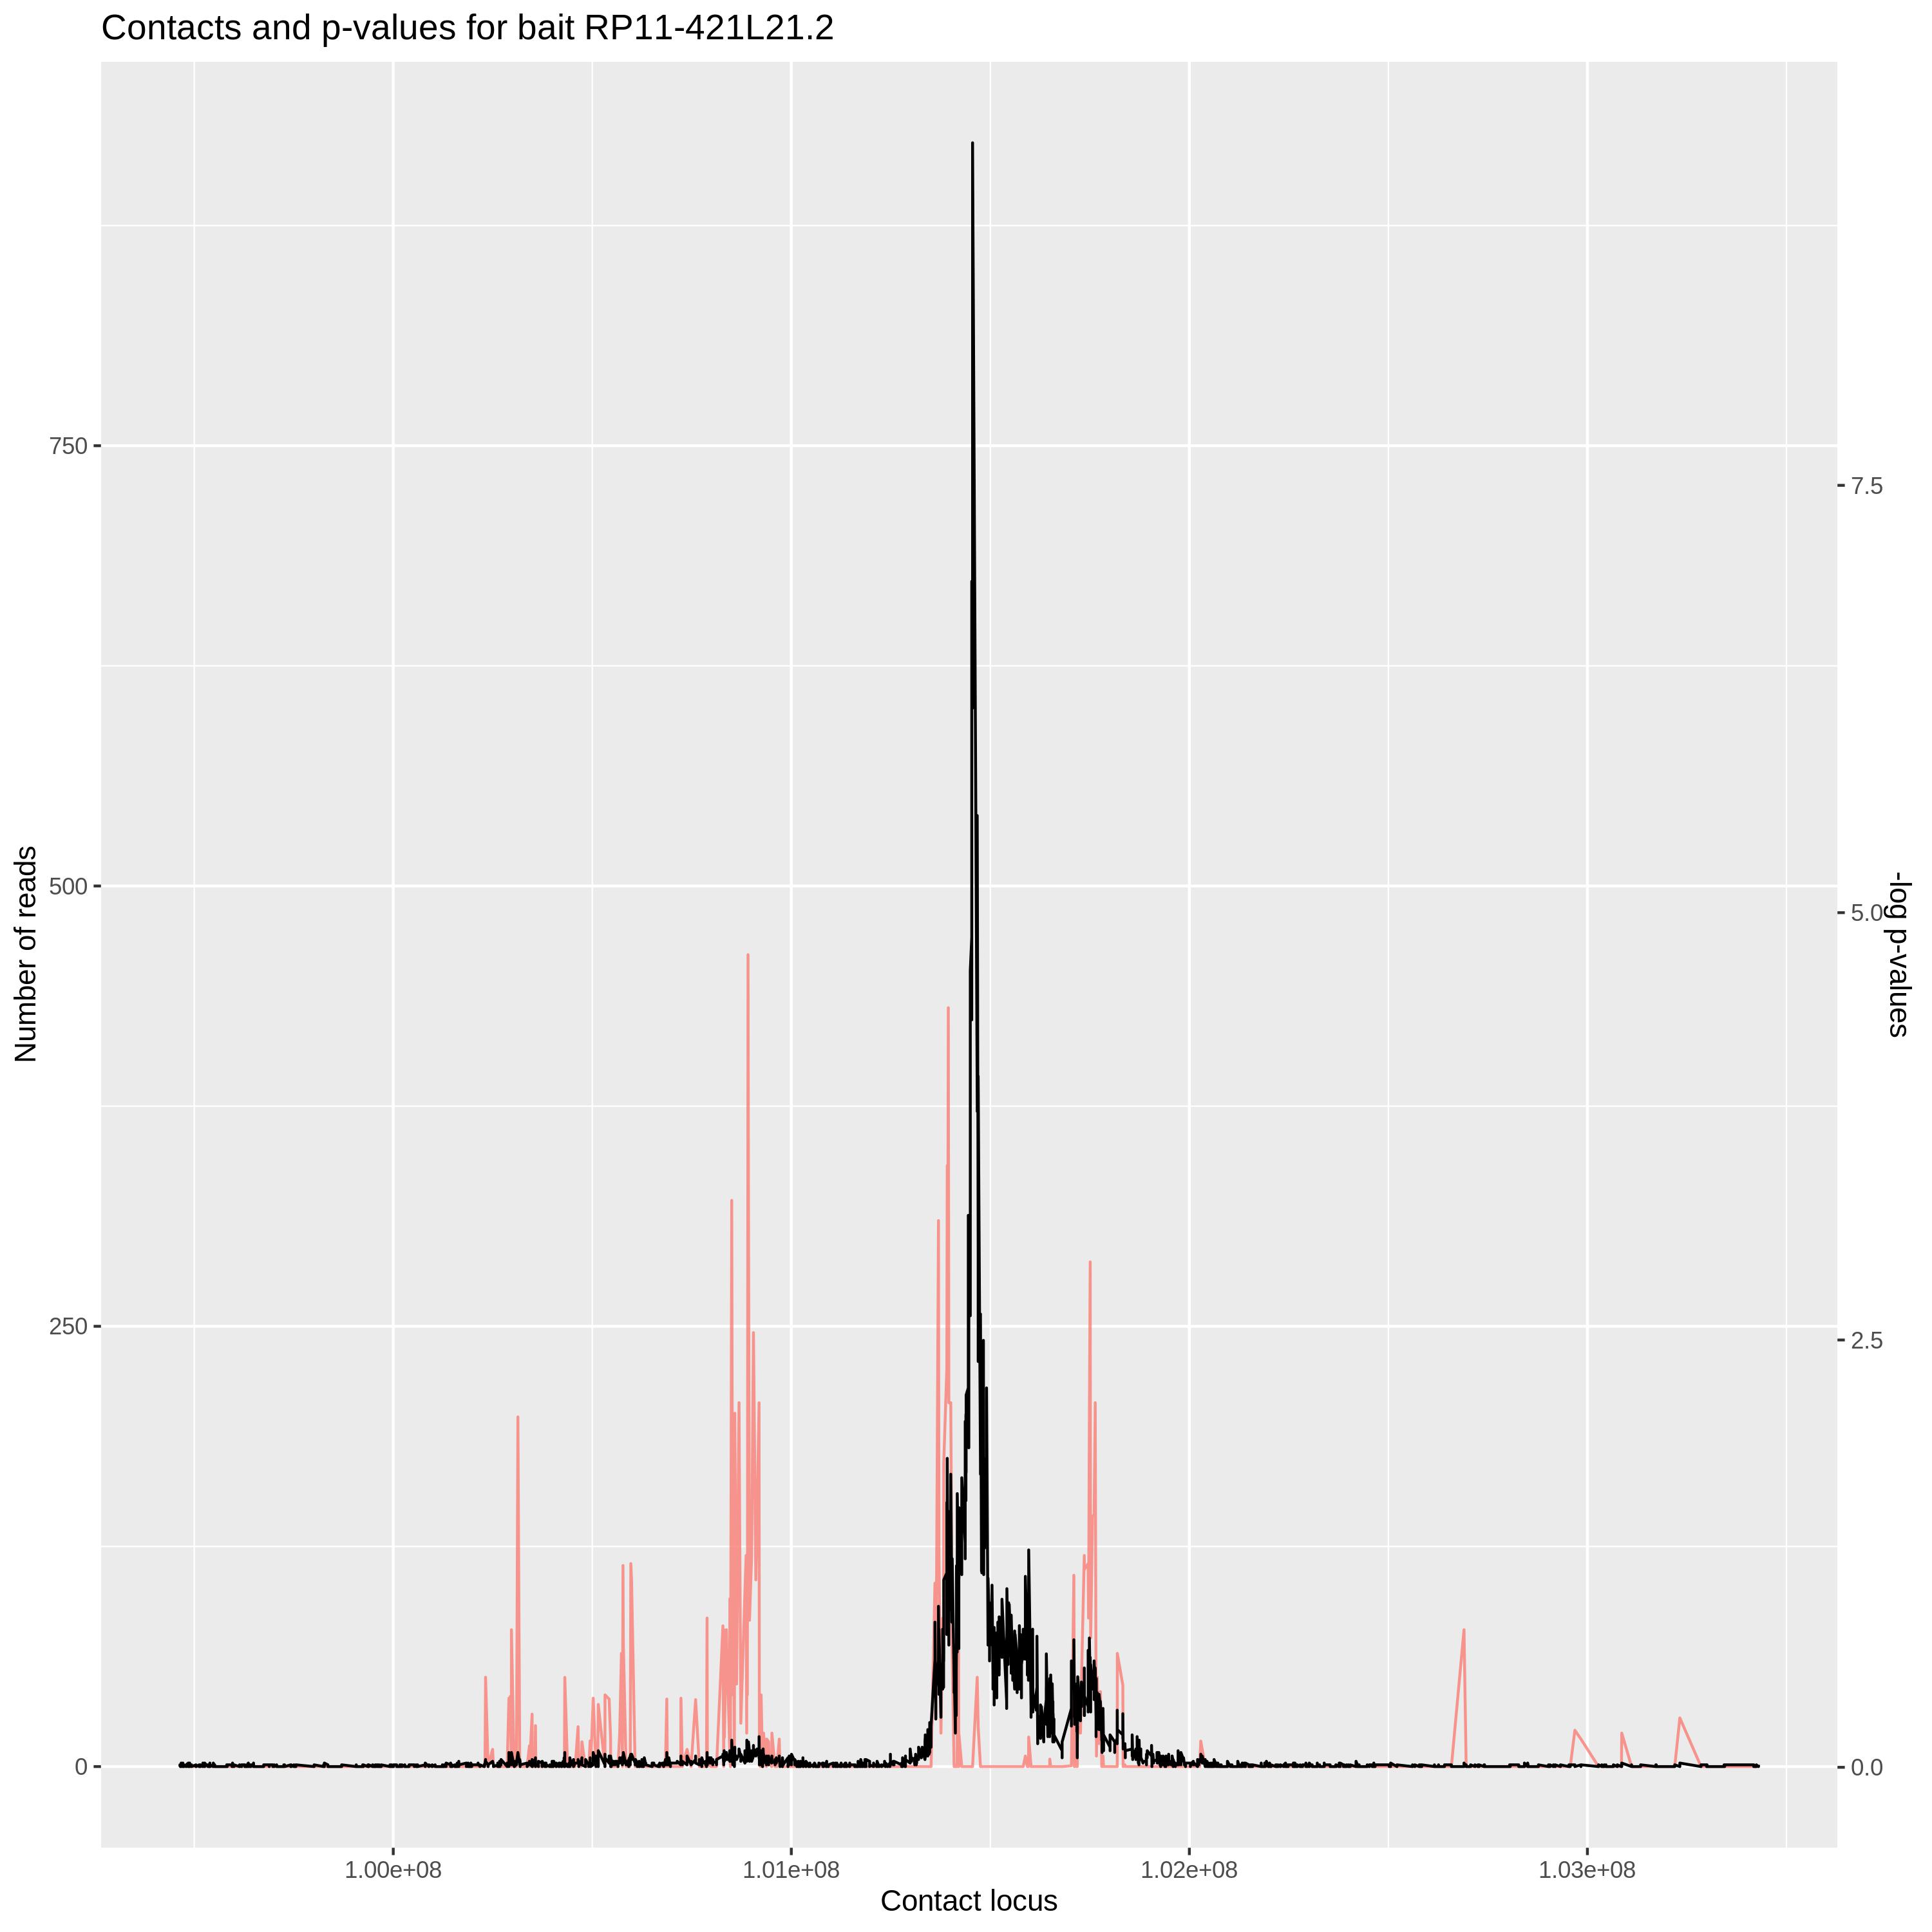 Contacts and p-values for bait RP11-421L21.2
750
500
250
0
Number of reads
7.5
5.0
2.5
0.0
-log p-values
1.00e+08
1.01e+08
1.02e+08
1.03e+08
Contact locus